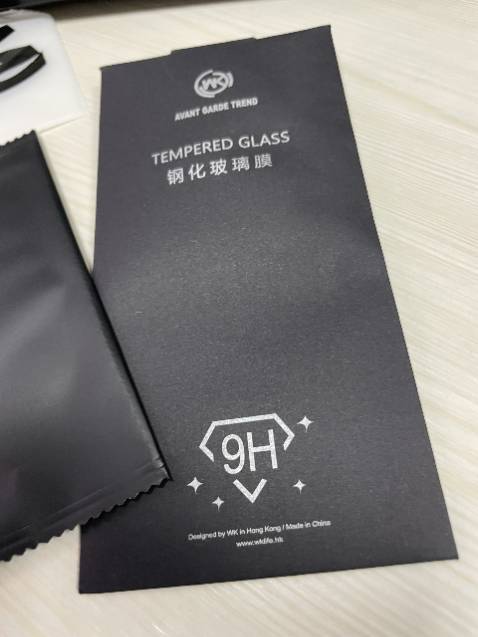 WK
AVANT GARDE TREND
TEMPERED GLASS
钢化玻璃膜
9H
Designed by WK in Hong Kong / Made in China
www.wklife.hk